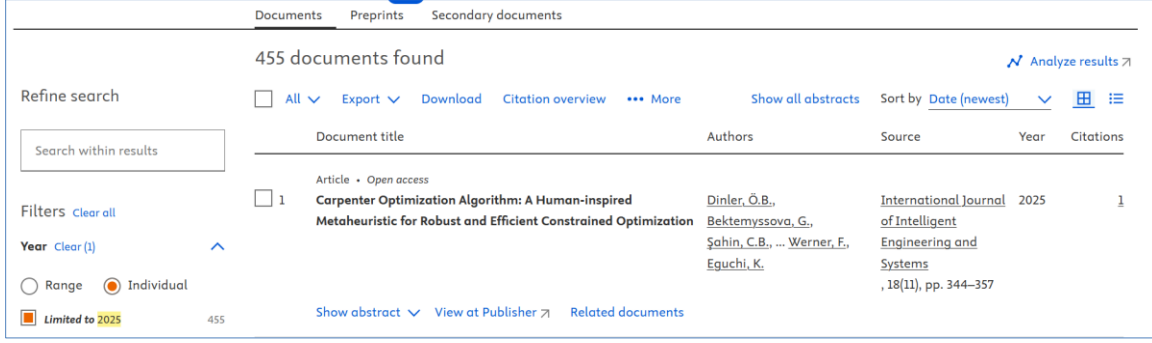 Documents Preprints Secondary documents
455 documents found
Analyze results
Refine search
All Export Download Citation overview ••• More Show all abstracts Sort by Date (newest)
Document title Authors Source Year Citations
Search within results
Article • Open access
1 Carpenter Optimization Algorithm: A Human-inspired Dinler, Ö.B., International Journal 2025 1
Metaheuristic for Robust and Efficient Constrained Optimization Bektemyssova, G., of Intelligent
Şahin, C.B., ... Werner, F., Engineering and
Eguchi, K. Systems
, 18(11), pp. 344–357
Filters Clear all
Year Clear (1)
Range Individual
Limited to 2025 455
Show abstract View at Publisher Related documents